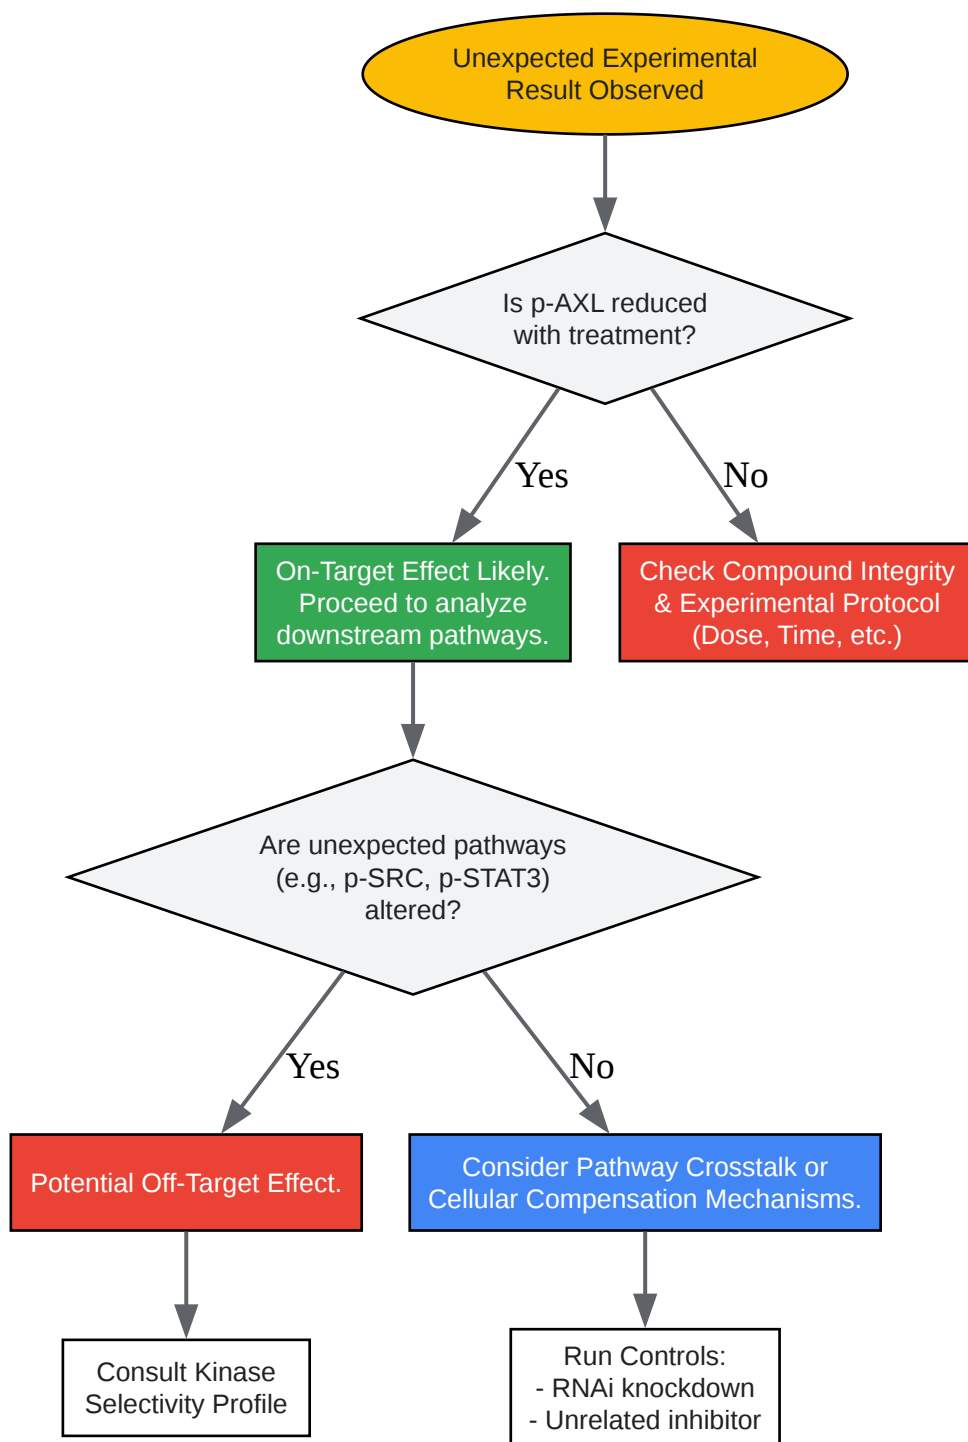 Unexpected Experimental
Result Observed
Is p-AXL reduced
with treatment?
Yes
No
On-Target Effect Likely.
Proceed to analyze
downstream pathways.
Check Compound Integrity
& Experimental Protocol
(Dose, Time, etc.)
Are unexpected pathways
(e.g., p-SRC, p-STAT3)
altered?
Yes
No
Potential Off-Target Effect.
Consider Pathway Crosstalk or
Cellular Compensation Mechanisms.
Consult Kinase
Selectivity Profile
Run Controls:
- RNAi knockdown
- Unrelated inhibitor